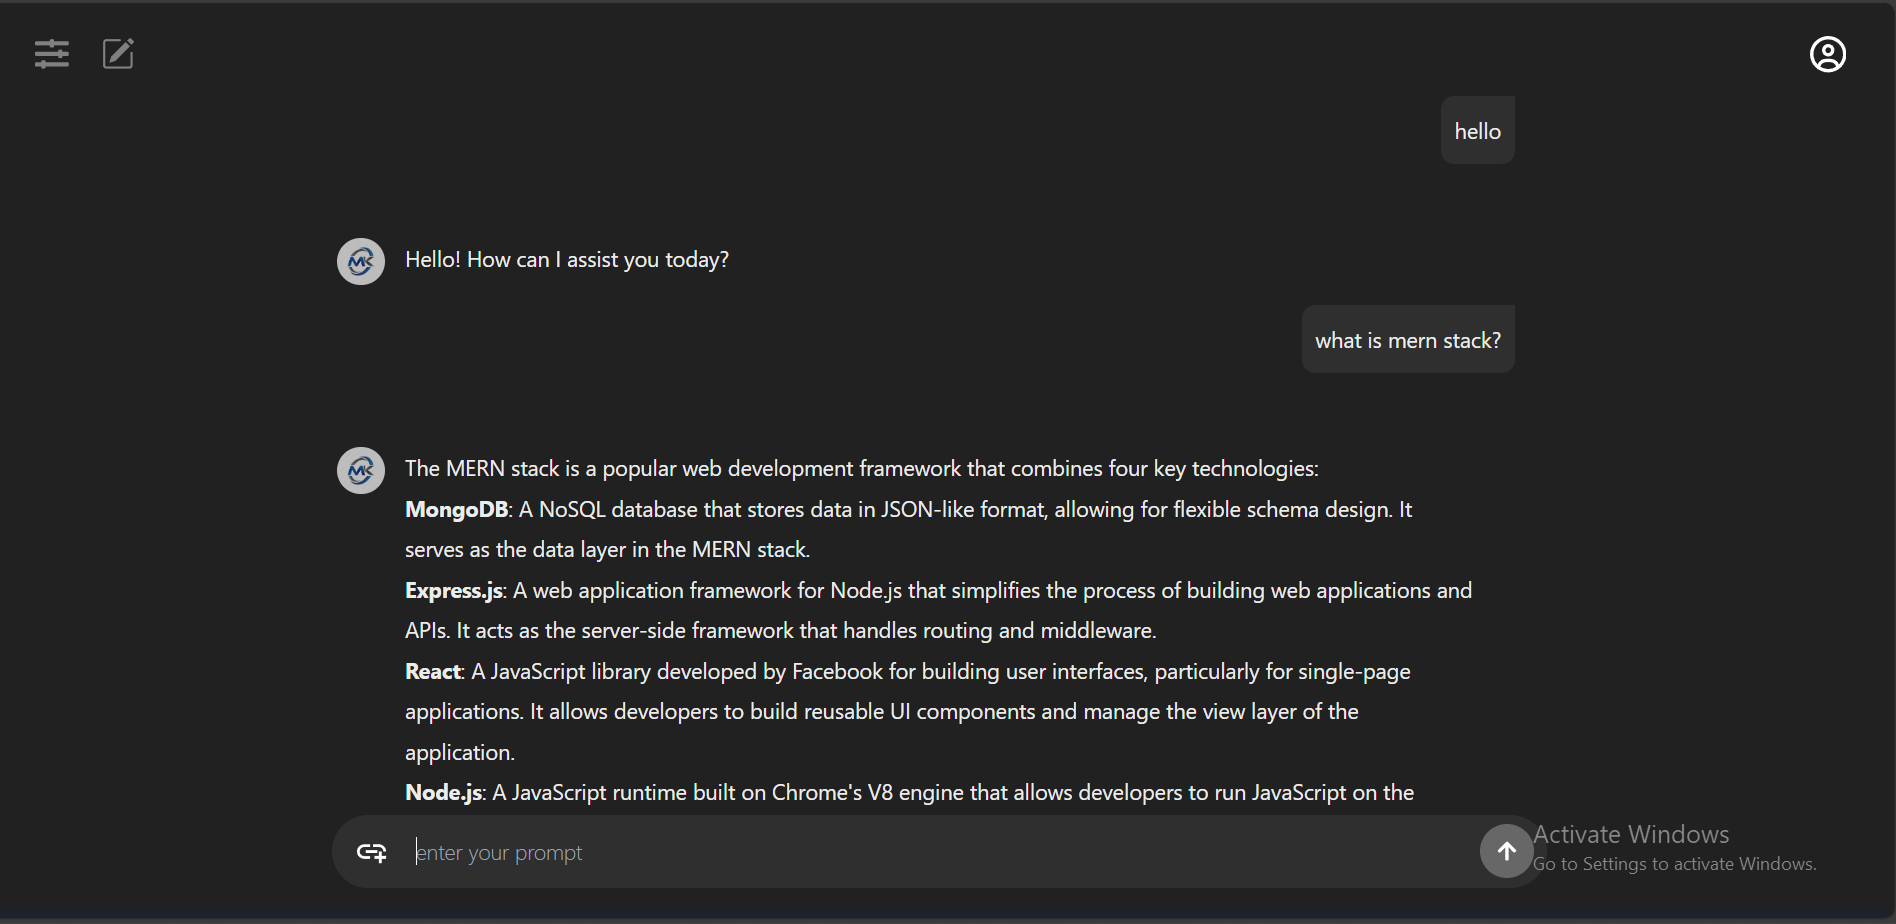 hello
MK
Hello! How can I assist you today?
what is mern stack?
MK
The MERN stack is a popular web development framework that combines four key technologies:
MongoDB: A NoSQL database that stores data in JSON-like format, allowing for flexible schema design. It
serves as the data layer in the MERN stack.
Express.js: A web application framework for Node.js that simplifies the process of building web applications and
APIs. It acts as the server-side framework that handles routing and middleware.
React: A JavaScript library developed by Facebook for building user interfaces, particularly for single-page
applications. It allows developers to build reusable UI components and manage the view layer of the
application.
Node.js: A JavaScript runtime built on Chrome's V8 engine that allows developers to run JavaScript on the
enter your prompt
Activate Windows
Go to Settings to activate Windows.